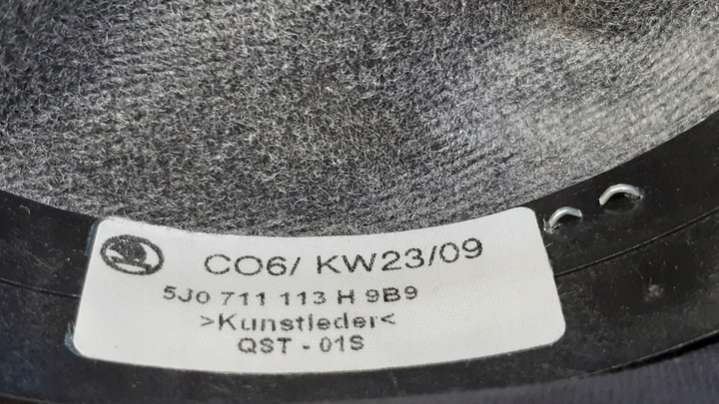 CO6/ KW23/09
5J0 711 113 H 9B9
>Kunstleder<
QST - 01S